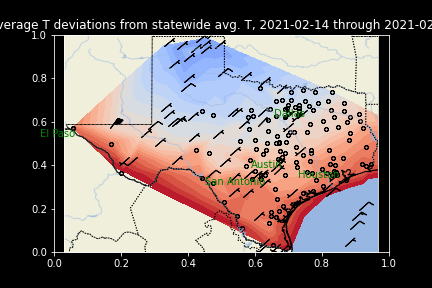 verage T deviations from statewide avg. T, 2021-02-14 through 2021-02
1.0
0.8
0.6
0.4
0.2
0.0
El Paso
Dallas
Austin
Houston
San Antonio
0.0 0.2 0.4 0.6 0.8 1.0